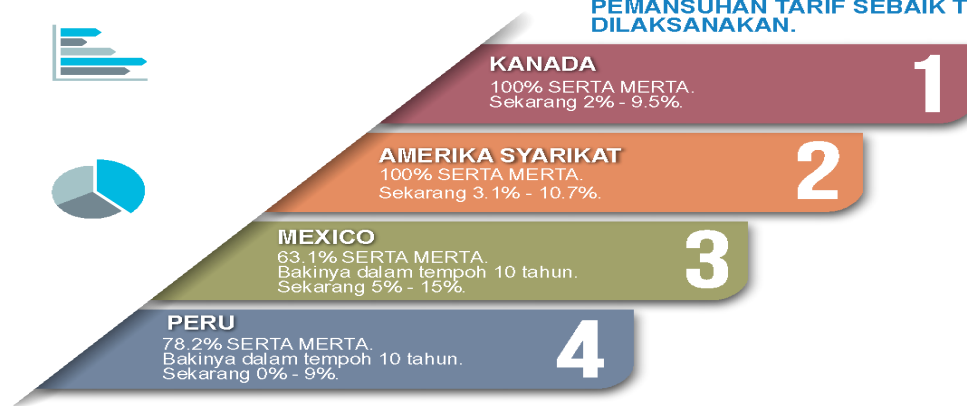 PEMANSUHAN TARIF SEBAIK
DILAKSANAKAN.
KANADA
100% SERTA MERTA.
Sekarang 2% - 9.5%.
1
AMERIKA SYARIKAT
100% SERTA MERTA.
Sekarang 3.1% - 10.7%.
2
MEXICO
63.1% SERTA MERTA.
Bakinya dalam tempoh 10 tahun.
Sekarang 5% - 15%.
3
PERU
78.2% SERTA MERTA.
Bakinya dalam tempoh 10 tahun.
Sekarang 0% - 9%.
4